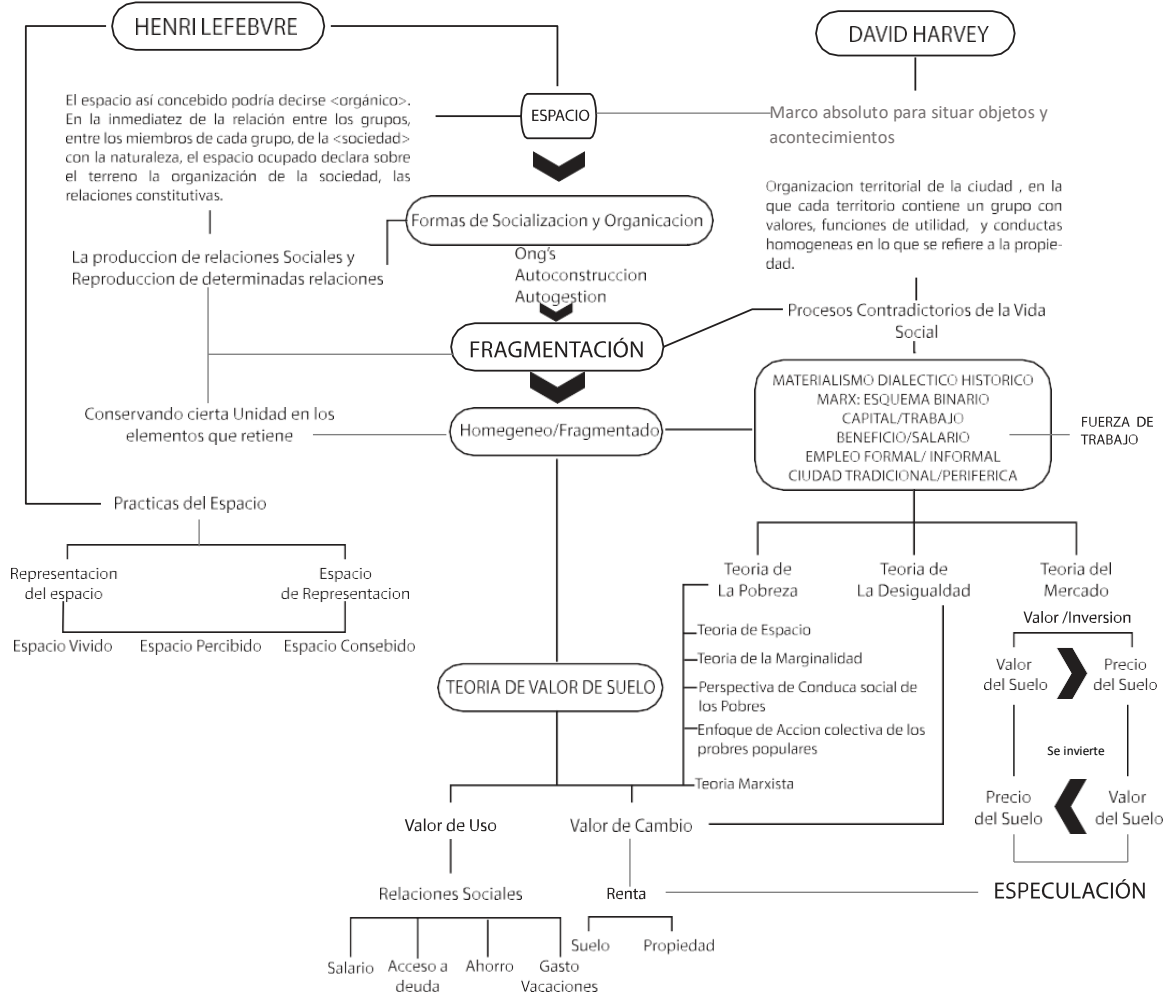 HENRI LEFEBVRE
DAVID HARVEY
El espacio así concebido podría decirse <orgánico>.
En la inmediatez de la relación entre los grupos,
entre los miembros de cada grupo, de la <sociedad>
con la naturaleza, el espacio ocupado declara sobre
el terreno la organización de la sociedad, las
relaciones constitutivas.
ESPACIO
Marco absoluto para situar objetos y
acontecimientos
Organizacion territorial de la ciudad , en la
que cada territorio contiene un grupo con
valores, funciones de utilidad, y conductas
homogeneas en lo que se refiere a la propie-
dad.
Formas de Socializacion y Organicacion
La produccion de relaciones Sociales y
Reproduccion de determinadas relaciones
Ong's
Autoconstruccion
Autogestion
Procesos Contradictorios de la Vida
Social
FRAGMENTACIÓN
MATERIALISMO DIALECTICO HISTORICO
MARX: ESQUEMA BINARIO
CAPITAL/TRABAJO
BENEFICIO/SALARIO
EMPLEO FORMAL/ INFORMAL
CIUDAD TRADICIONAL/PERIFERICA
FUERZA DE
TRABAJO
Conservando cierta Unidad en los
elementos que retiene
Homegeneo/Fragmentado
Practicas del Espacio
Representacion
del espacio
Espacio
de Representacion
Espacio Vivido
Espacio Percibido
Espacio Consebido
Teoria de
La Pobreza
Teoria de
La Desigualdad
Teoria del
Mercado
Teoria de Espacio
Teoria de la Marginalidad
Perspectiva de Conduca social de
los Pobres
Enfoque de Accion colectiva de los
probres populares
Teoria Marxista
Valor /Inversion
Valor
del Suelo
Precio
del Suelo
Se invierte
Precio
del Suelo
Valor
del Suelo
TEORIA DE VALOR DE SUELO
Valor de Uso
Valor de Cambio
Relaciones Sociales
Renta
ESPECULACIÓN
Suelo
Propiedad
Salario
Acceso a
deuda
Ahorro
Gasto
Vacaciones